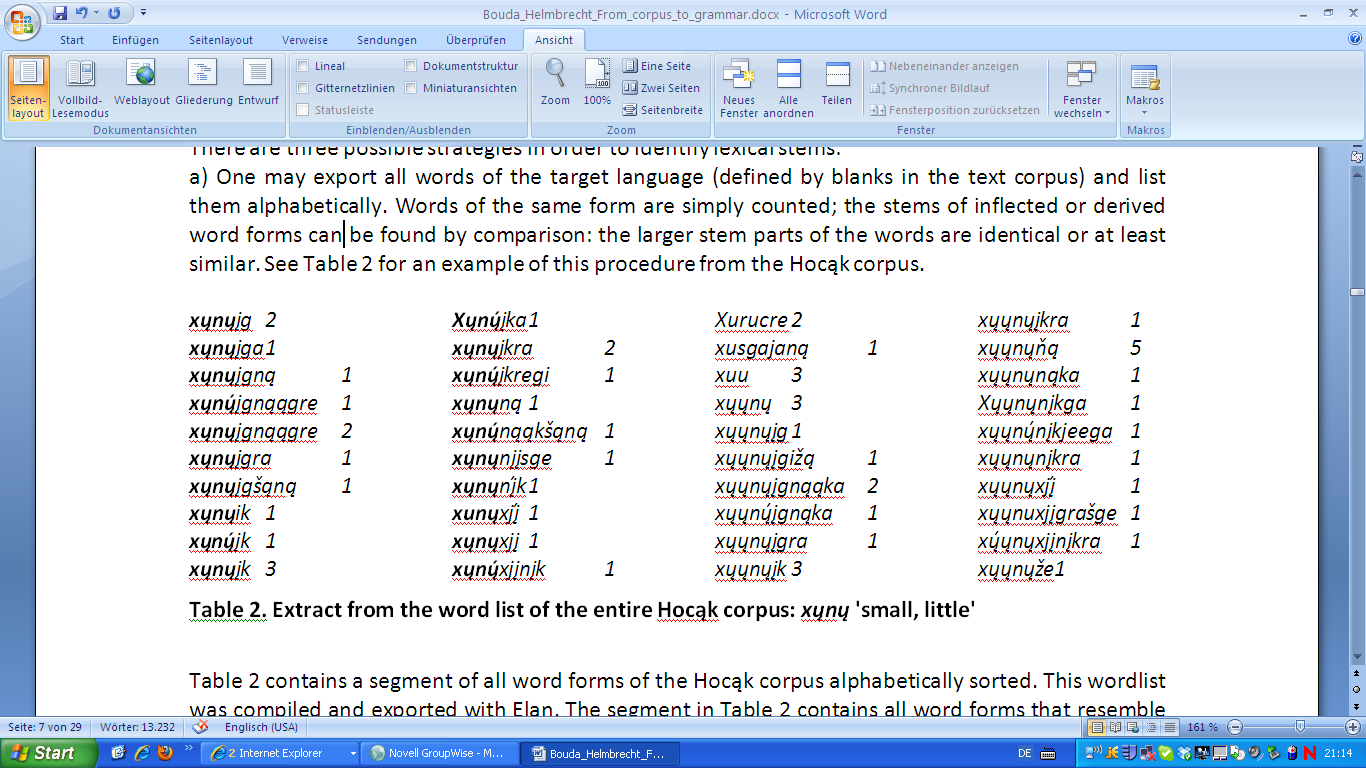 Bouda_Helmbrecht_From_corpus_to_grammar.docx - Microsoft Word
Start Einfügen Seitenlayout Verweise Sendungen Überprüfen Ansicht
Seiten-layout
Vollbild-Lesemodus
Weblayout
Gliederung
Entwurf
Dokumentansichten
Lineal
Gitternetzlinien
Statusleiste
Dokumentstruktur
Miniaturansichten
Einblenden/Ausblenden
Zoom
100%
Eine Seite
Zwei Seiten
Seitenbreite
Zoom
Neues Fenster
Alle anordnen
Teilen
Nebeneinander anzeigen
Synchroner Bildlauf
Fensterposition zurücksetzen
Fenster wechseln
Fenster
Makros
Makros
There are three possible strategies in order to identify lexical stems.
a) One may export all words of the target language (defined by blanks in the text corpus) and list
them alphabetically. Words of the same form are simply counted; the stems of inflected or derived
word forms can be found by comparison: the larger stem parts of the words are identical or at least
similar. See Table 2 for an example of this procedure from the Hocąk corpus.
xųnųįg 2 Xųnų́įka 1 Xurucre 2 xųųnųįkra 1
xųnųįga 1 xųnųįkra 2 xusgajaną 1 xųųnųňą 5
xųnųįgną 1 xųnų́įkregi 1 xuu 3 xųųnųnąka 1
xųnų́įgnąągre 1 xųnųną 1 xųųnų 3 Xųųnųnįkga 1
xųnųįgnąągre 2 xųnų́nąąkšąną 1 xųųnųįg 1 xųųnų́nįkjeega 1
xųnųįgra 1 xųnųnįįsge 1 xųųnųįgižą 1 xųųnųnįkra 1
xųnųįgšąną 1 xųnųnį́k 1 xųųnųįgnąąka 2 xųųnųxjį́ 1
xųnųik 1 xunųxjį́ 1 xųųnų́įgnąka 1 xųųnuxjįgrašge 1
xųnų́įk 1 xųnųxjį 1 xųųnųįgra 1 xų́ųnųxjįnįkra 1
xųnųįk 3 xųnų́xjįnįk 1 xųųnųįk 3 xųųnųže 1
Table 2. Extract from the word list of the entire Hocąk corpus: xųnų 'small, little'
Table 2 contains a segment of all word forms of the Hocąk corpus alphabetically sorted. This wordlist
was compiled and exported with Elan. The segment in Table 2 contains all word forms that resemble
Seite: 7 von 29 Wörter: 13.232 Englisch (USA) 161 %
Start 2 Internet Explorer Novell GroupWise - M... Bouda_Helmbrecht_F... DE 21:14